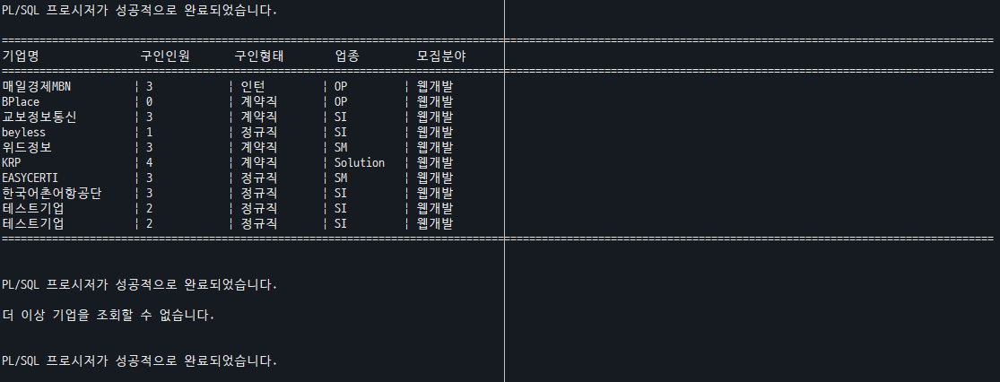 PL/SQL 프로시저가 성공적으로 완료되었습니다.
==============================================================================================================================================================
기업명 구인인원 구인형태 업종 모집분야
==============================================================================================================================================================
매일경제MBN ¦ 3 ¦ 인턴 ¦ OP ¦ 웹개발
BPlace ¦ 0 ¦ 계약직 ¦ OP ¦ 웹개발
교보정보통신 ¦ 3 ¦ 계약직 ¦ SI ¦ 웹개발
beyless ¦ 1 ¦ 정규직 ¦ SI ¦ 웹개발
위드정보 ¦ 3 ¦ 계약직 ¦ SM ¦ 웹개발
KRP ¦ 4 ¦ 계약직 ¦ Solution ¦ 웹개발
EASYCERTI ¦ 3 ¦ 정규직 ¦ SM ¦ 웹개발
한국어촌어항공단 ¦ 3 ¦ 정규직 ¦ SI ¦ 웹개발
테스트기업 ¦ 2 ¦ 정규직 ¦ SI ¦ 웹개발
테스트기업 ¦ 2 ¦ 정규직 ¦ SI ¦ 웹개발
==============================================================================================================================================================
PL/SQL 프로시저가 성공적으로 완료되었습니다.
더 이상 기업을 조회할 수 없습니다.
PL/SQL 프로시저가 성공적으로 완료되었습니다.